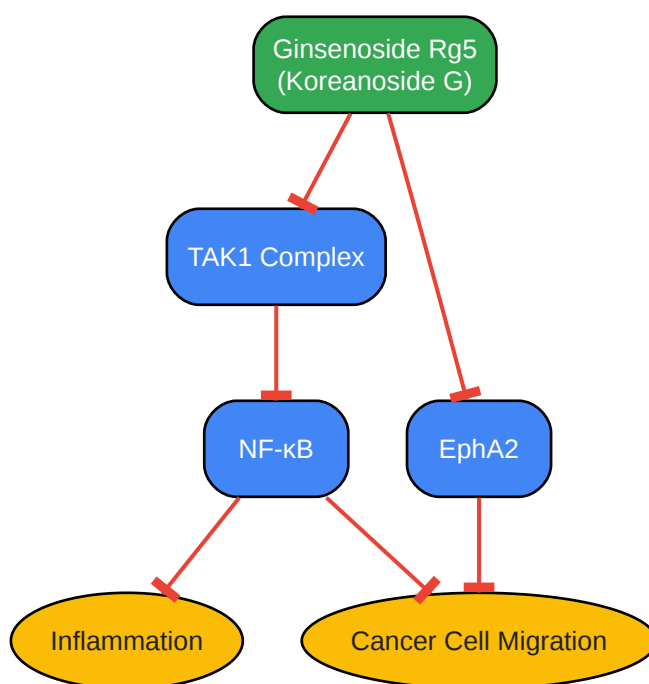 Ginsenoside Rg5
(Koreanoside G)
TAK1 Complex
NF-κB
EphA2
Inflammation
Cancer Cell Migration